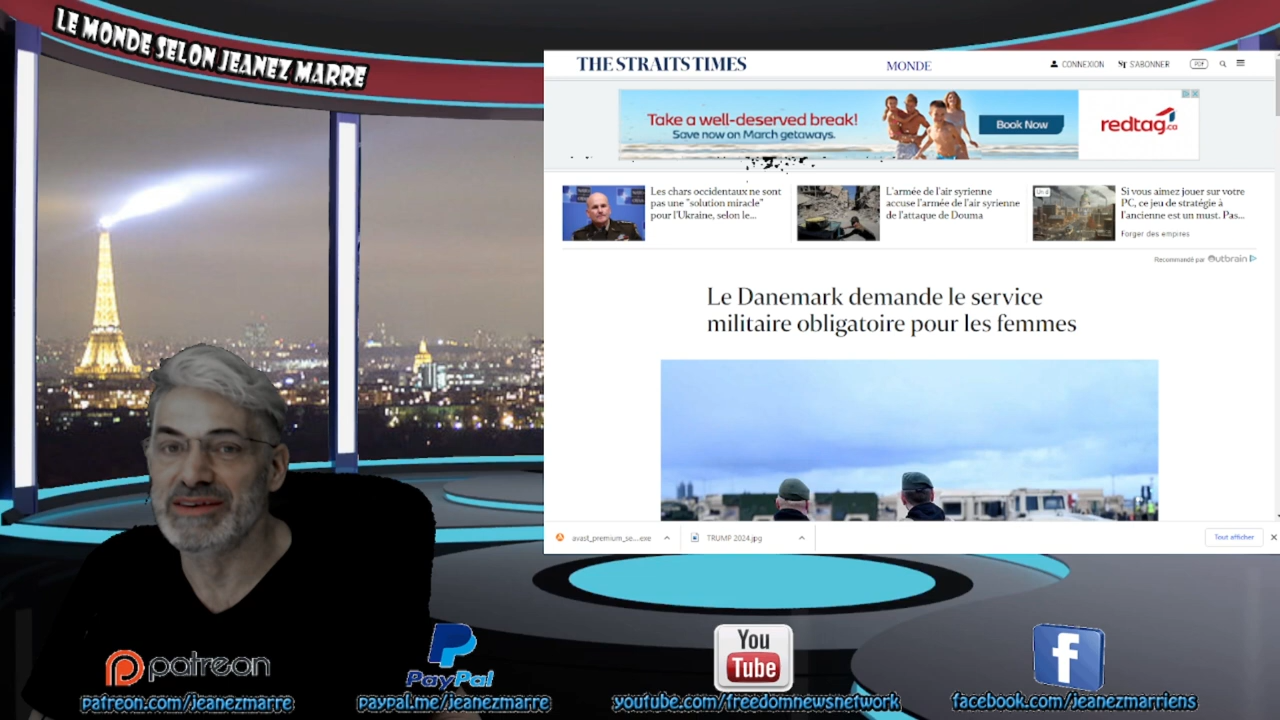 LE MONDE SELON JEANEZ MARRE
THE STRAITS TIMES
MONDE
CONNEXION
ST S'ABONNER
PDF
Take a well-deserved break!
Save now on March getaways.
Book Now
redtag.ca
Les chars occidentaux ne sont
pas une "solution miracle"
pour l'Ukraine, selon le...
L'armée de l'air syrienne
accuse l'armée de l'air syrienne
de l'attaque de Douma
Un d
Si vous aimez jouer sur votre
PC, ce jeu de stratégie à
l'ancienne est un must. Pas...
Forger des empires
Recommandé par Outbrain
Le Danemark demande le service
militaire obligatoire pour les femmes
avast_premium_se....exe
TRUMP 2024.jpg
Tout afficher
patreon
patreon.com/jeanezmarre
PayPal
paypal.me/jeanezmarre
You
Tube
youtube.com/freedomnewsnetwork
f
facebook.com/jeanezmarriens